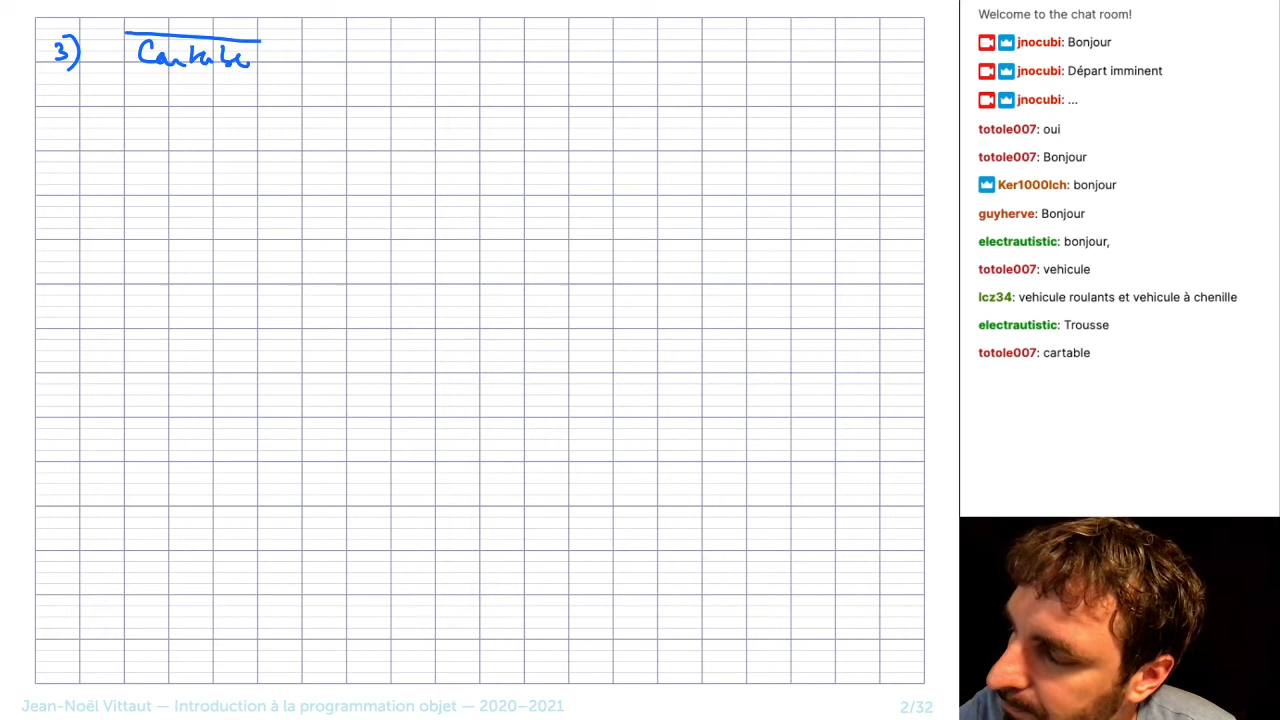 3) Cartable
Jean-Noël Vittaut — Introduction à la programmation objet — 2020–2021
2/32
Welcome to the chat room!
jnocubi: Bonjour
jnocubi: Départ imminent
jnocubi: ...
totole007: oui
totole007: Bonjour
Ker1000lch: bonjour
guyherve: Bonjour
electrautistic: bonjour,
totole007: vehicule
lcz34: vehicule roulants et vehicule à chenille
electrautistic: Trousse
totole007: cartable